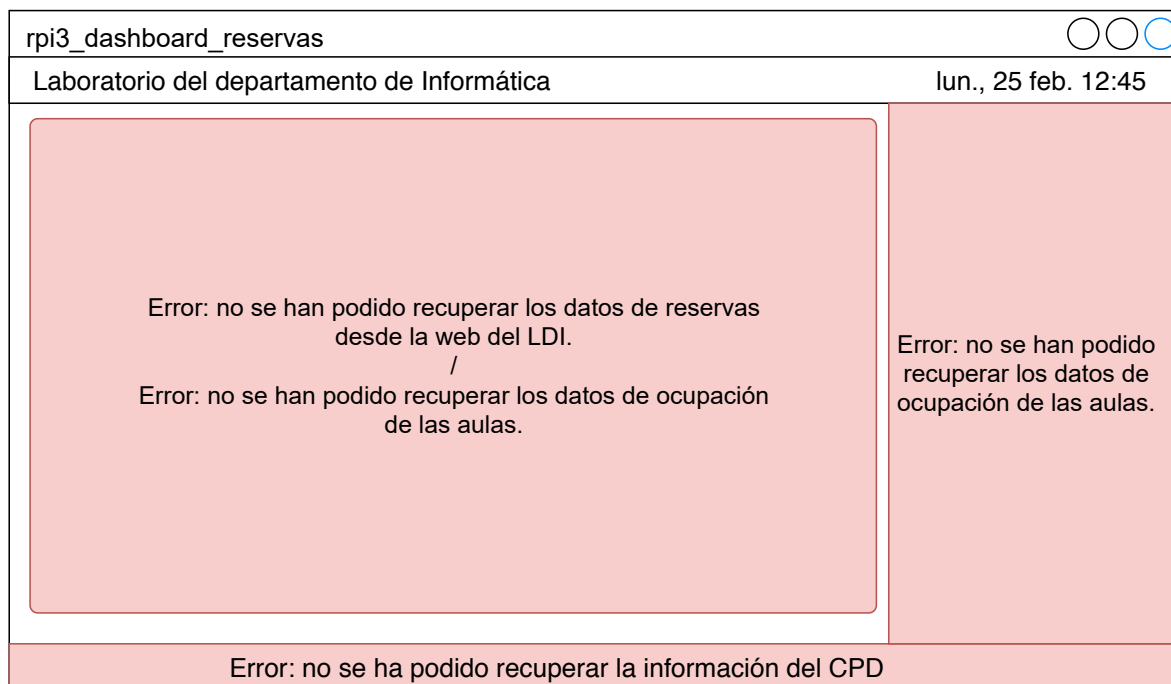 rpi3_dashboard_reservas
Laboratorio del departamento de Informática
lun., 25 feb. 12:45
Error: no se han podido recuperar los datos de reservas
desde la web del LDI.
/
Error: no se han podido recuperar los datos de ocupación
de las aulas.
Error: no se han podido
recuperar los datos de
ocupación de las aulas.
Error: no se ha podido recuperar la información del CPD